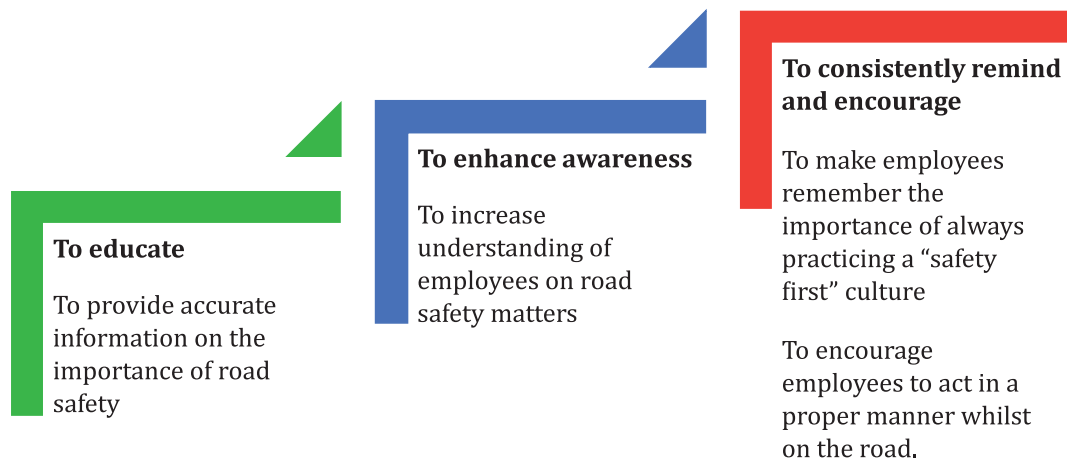 To educate
To provide accurate
information on the
importance of road
safety
To enhance awareness
To increase
understanding of
employees on road
safety matters
To consistently remind
and encourage
To make employees
remember the
importance of always
practicing a “safety
first” culture
To encourage
employees to act in a
proper manner whilst
on the road.